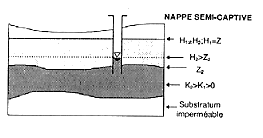 NAPPE SEMI-CAPTIVE
H₁≠H₂;H₁=Z
H₂>Z₂
Z₂
K₂>K₁>0
Substratum
imperméable